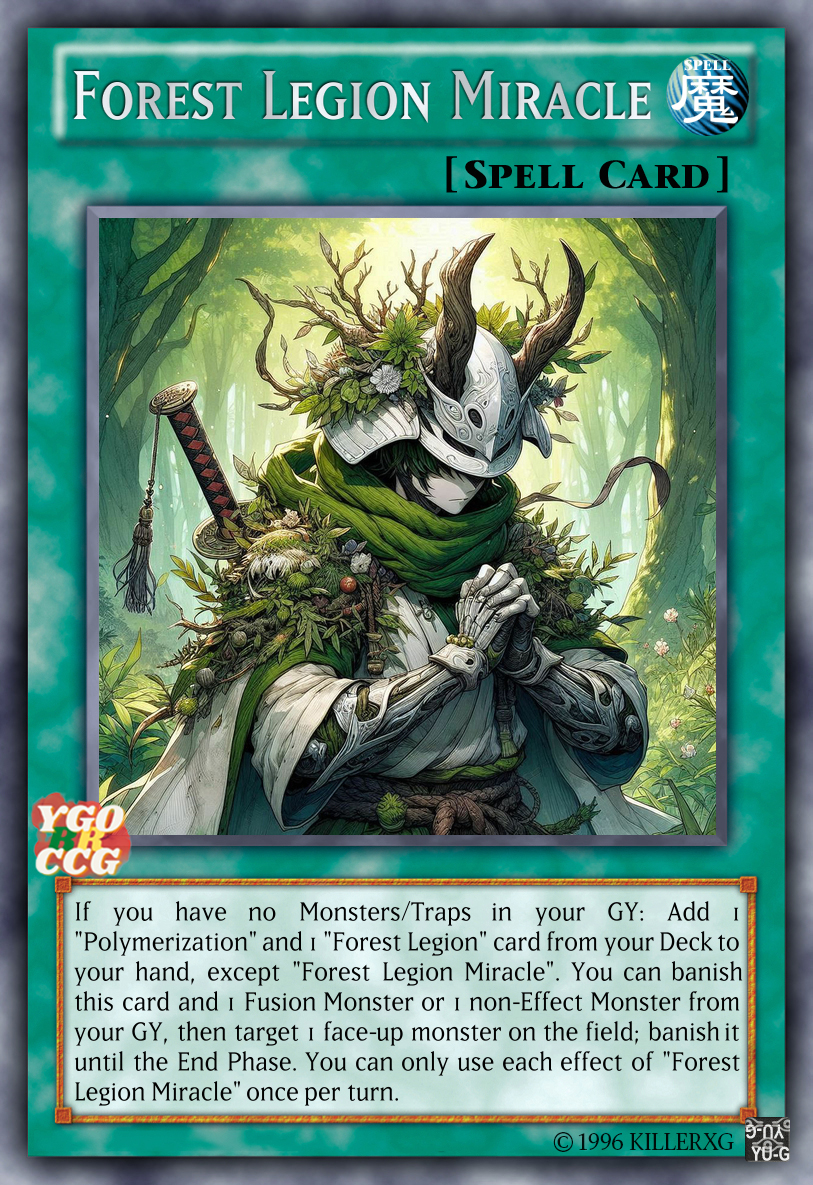 FOREST LEGION MIRACLE
SPELL
魔
[SPELL CARD]
YGO
BR
CCG
If you have no Monsters/Traps in your GY: Add 1
"Polymerization" and 1 "Forest Legion" card from your Deck to
your hand, except "Forest Legion Miracle". You can banish
this card and 1 Fusion Monster or 1 non-Effect Monster from
your GY, then target 1 face-up monster on the field; banish it
until the End Phase. You can only use each effect of "Forest
Legion Miracle" once per turn.
© 1996 KILLERXG
YU-G